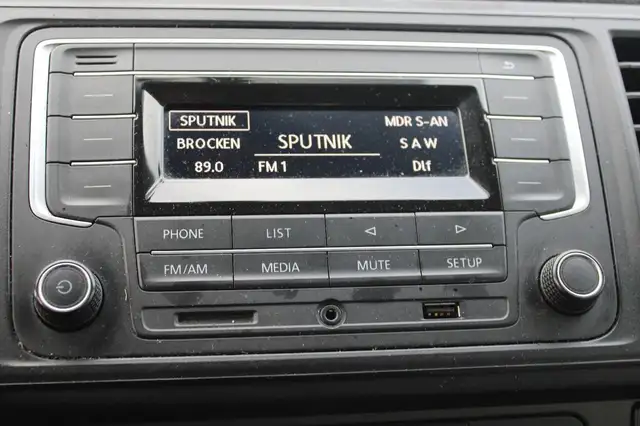 SPUTNIK
MDR S-AN
BROCKEN
SPUTNIK
SAW
89.0
FM 1
Dlf
PHONE
LIST
FM/AM
MEDIA
MUTE
SETUP